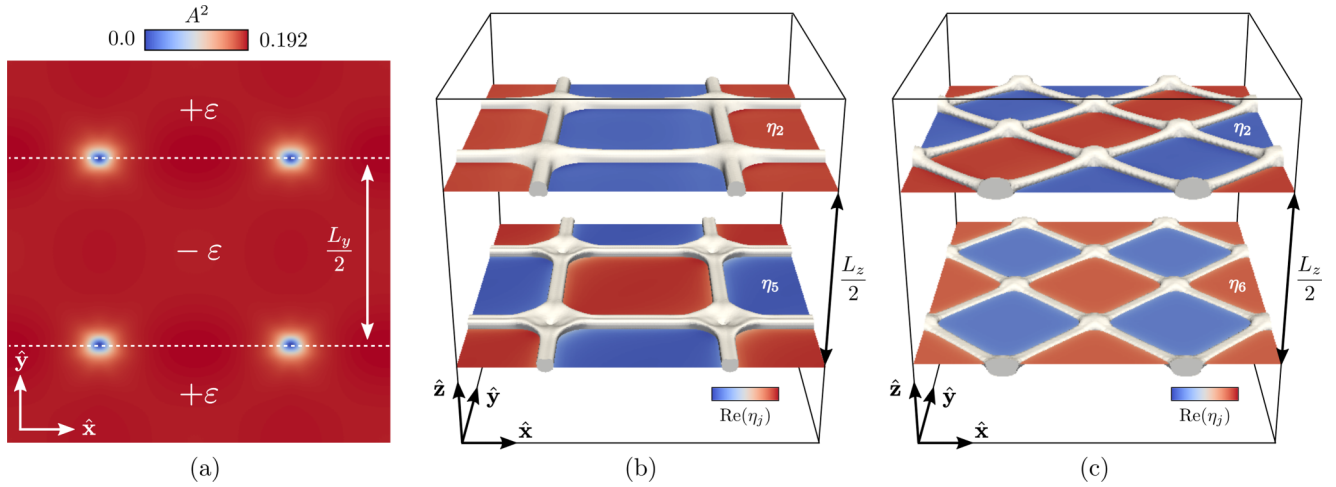 A²
0.0 0.192
+ε
L_y/2
− ε
+ε
ŷ
x̂
(a)
η₂
η₅
L_z/2
Re(η_j)
ẑ
ŷ
x̂
(b)
η₂
η₆
L_z/2
Re(η_j)
ẑ
ŷ
x̂
(c)